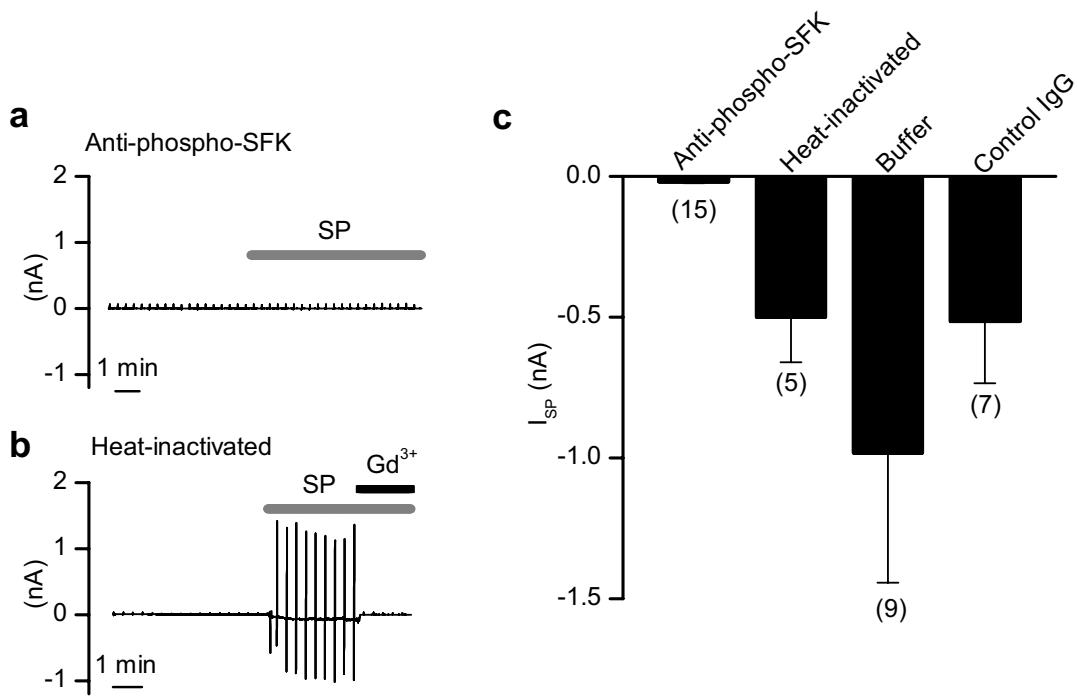 a
Anti-phospho-SFK
2
1
0
-1
(nA)
SP
1 min
b
Heat-inactivated
2
1
0
-1
(nA)
SP
Gd3+
1 min
c
Anti-phospho-SFK
Heat-inactivated
Buffer
Control IgG
0.0
-0.5
-1.0
-1.5
ISP (nA)
(15)
(5)
(9)
(7)